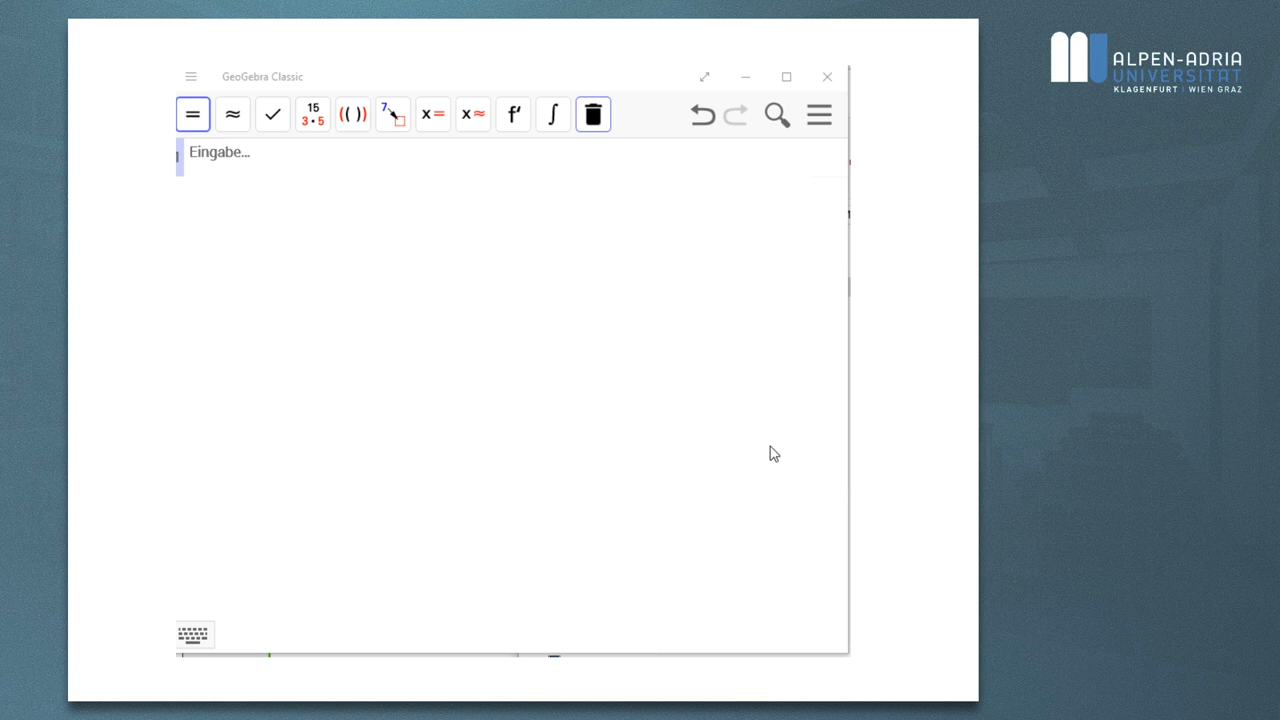 ALPEN-ADRIA
UNIVERSITÄT
KLAGENFURT | WIEN GRAZ
GeoGebra Classic
= ≈ ✓ 15 3·5 (( )) 7 x= x≈ f' ∫
Eingabe...